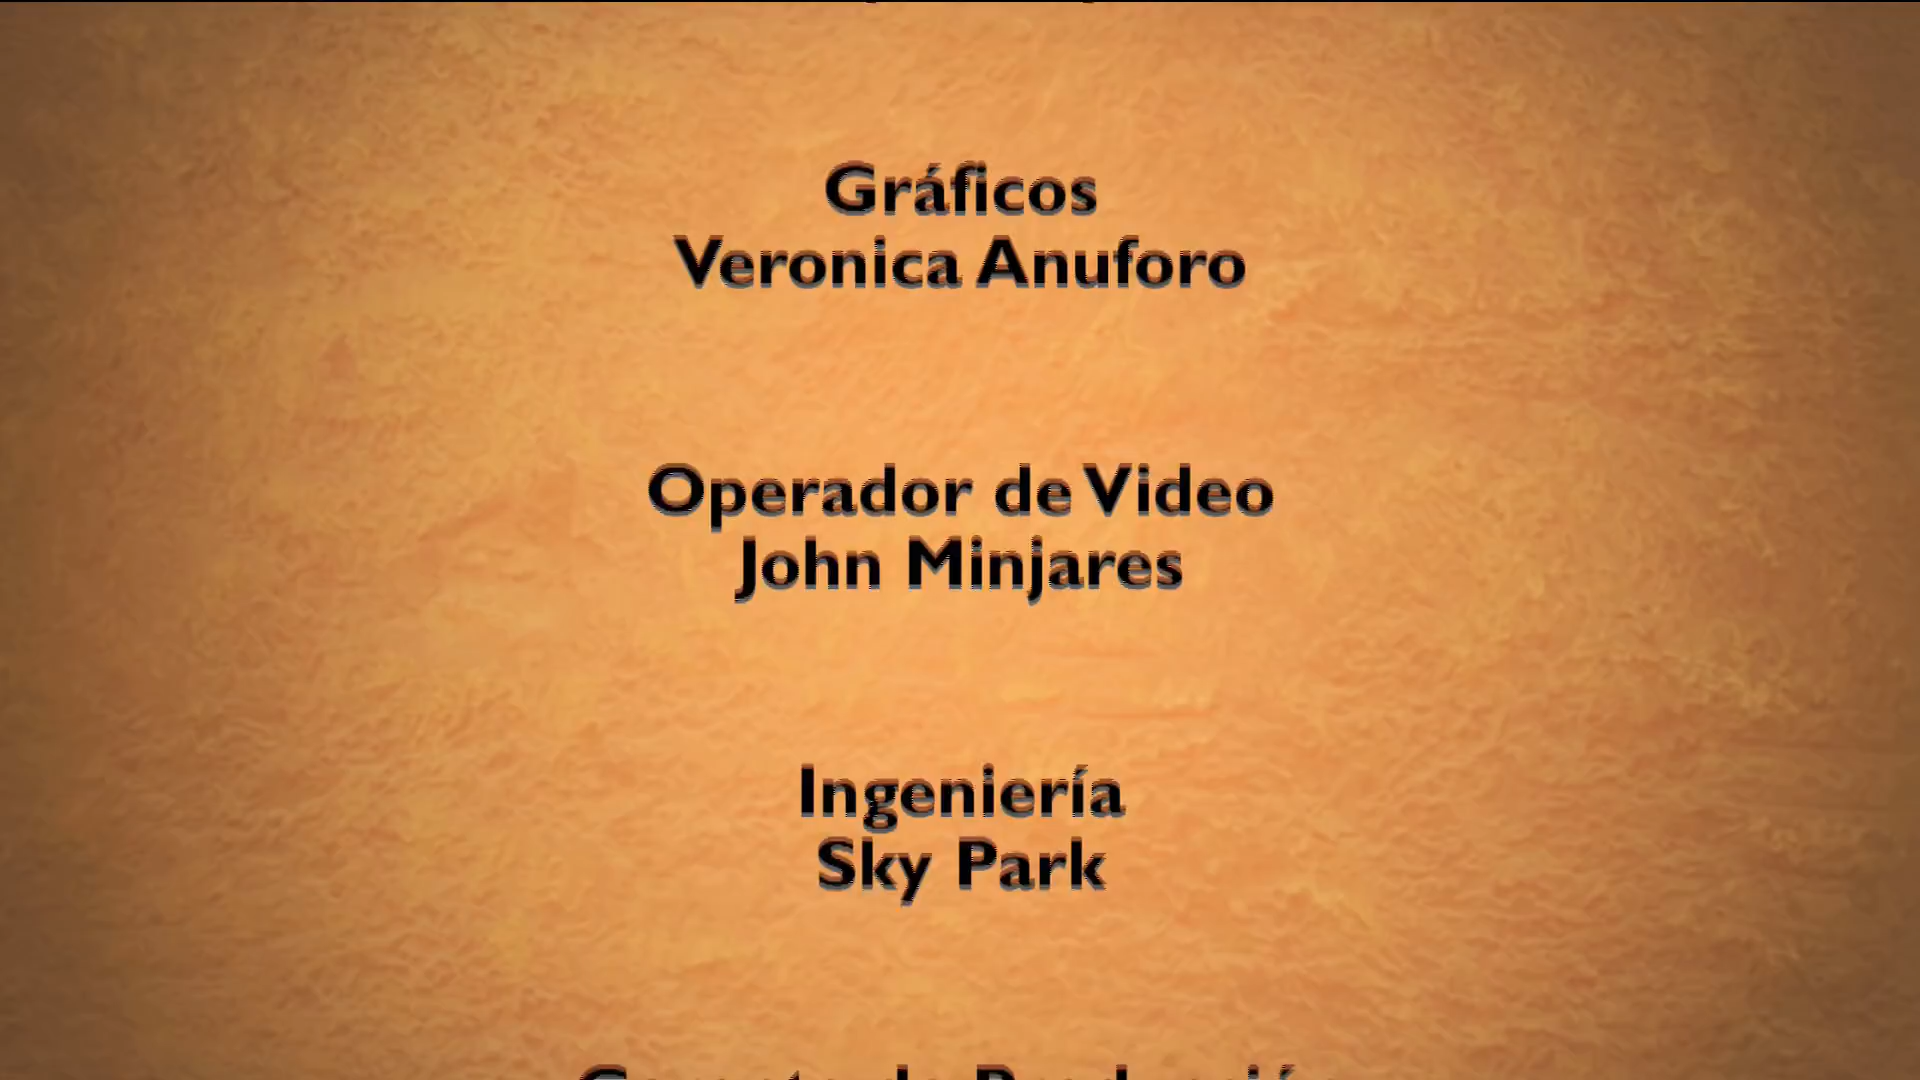 Gráficos
Veronica Anuforo
Operador de Video
John Minjares
Ingeniería
Sky Park